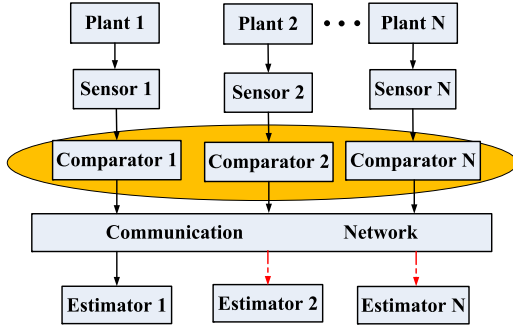 Plant 1 Plant 2 • • • Plant N
Sensor 1 Sensor 2 Sensor N
Comparator 1 Comparator 2 Comparator N
Communication Network
Estimator 1 Estimator 2 Estimator N